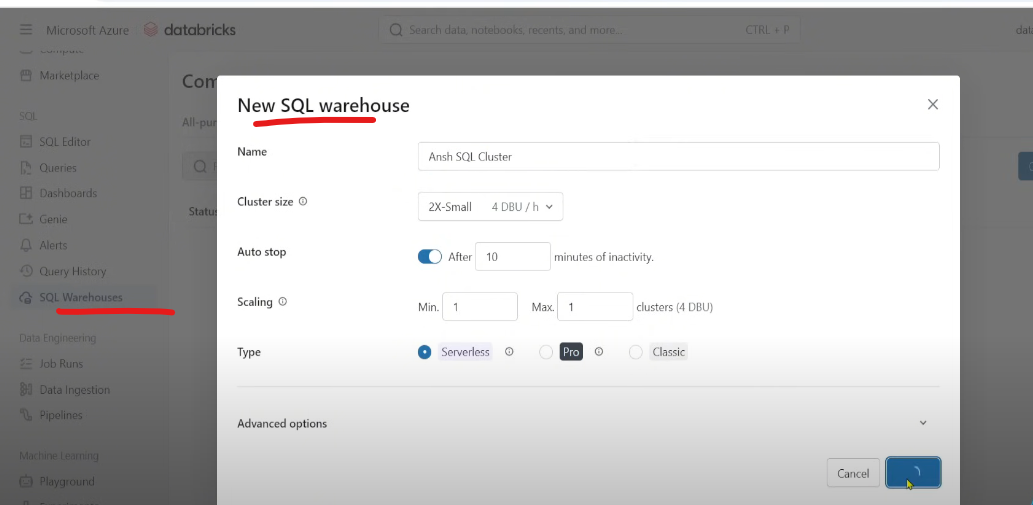 Microsoft Azure databricks Search data, notebooks, recents, and more... CTRL + P
Marketplace
SQL
SQL Editor
Queries
Dashboards
Genie
Alerts
Query History
SQL Warehouses
Data Engineering
Job Runs
Data Ingestion
Pipelines
Machine Learning
Playground
All-pur
Status
New SQL warehouse
Name Ansh SQL Cluster
Cluster size 2X-Small 4 DBU / h
Auto stop After 10 minutes of inactivity.
Scaling Min. 1 Max. 1 clusters (4 DBU)
Type Serverless Pro Classic
Advanced options
Cancel